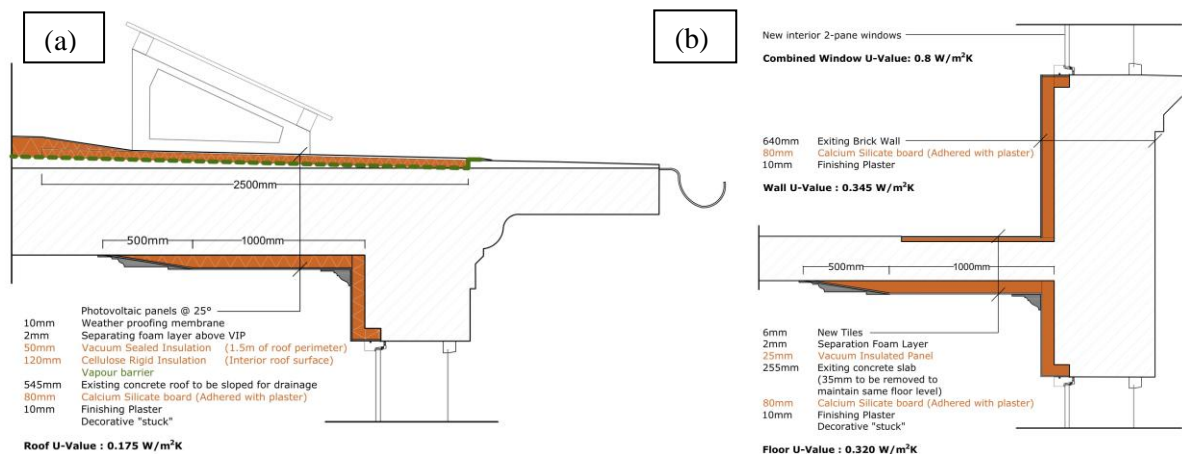 (a)
2500mm
500mm
1000mm
Photovoltaic panels @ 25°
10mm Weather proofing membrane
2mm Separating foam layer above VIP
50mm Vacuum Sealed Insulation (1.5m of roof perimeter)
120mm Cellulose Rigid Insulation (Interior roof surface)
Vapour barrier
545mm Existing concrete roof to be sloped for drainage
80mm Calcium Silicate board (Adhered with plaster)
10mm Finishing Plaster
Decorative "stuck"
Roof U-Value : 0.175 W/m²K
(b)
New interior 2-pane windows
Combined Window U-Value: 0.8 W/m²K
640mm Exiting Brick Wall
80mm Calcium Silicate board (Adhered with plaster)
10mm Finishing Plaster
Wall U-Value : 0.345 W/m²K
500mm
1000mm
6mm New Tiles
2mm Separation Foam Layer
25mm Vacuum Insulated Panel
255mm Exiting concrete slab
(35mm to be removed to
maintain same floor level)
80mm Calcium Silicate board (Adhered with plaster)
10mm Finishing Plaster
Decorative "stuck"
Floor U-Value : 0.320 W/m²K